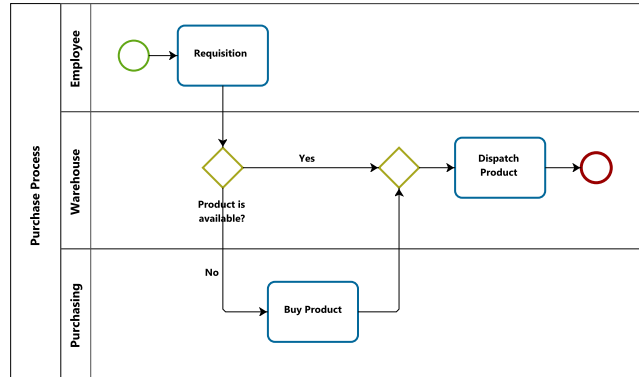 Purchase Process
Employee
Requisition
Warehouse
Yes
Product is
available?
Dispatch
Product
Purchasing
No
Buy Product